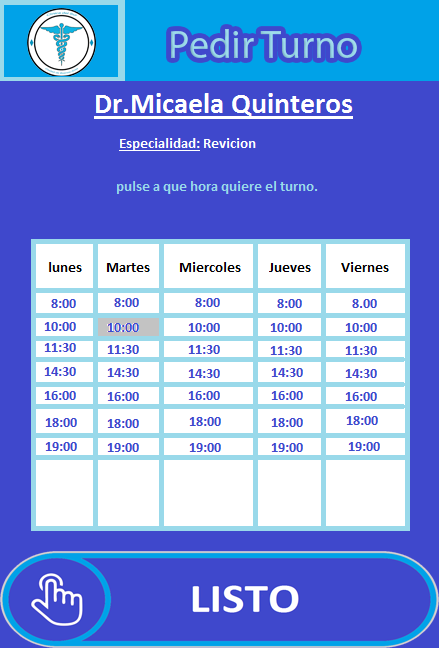 Pedir Turno
Dr.Micaela Quinteros
Especialidad: Revicion
pulse a que hora quiere el turno.
lunes Martes Miercoles Jueves Viernes
8:00 8:00 8:00 8:00 8.00
10:00 10:00 10:00 10:00 10:00
11:30 11:30 11:30 11:30 11:30
14:30 14:30 14:30 14:30 14:30
16:00 16:00 16:00 16:00 16:00
18:00 18:00 18:00 18:00 18:00
19:00 19:00 19:00 19:00 19:00
LISTO